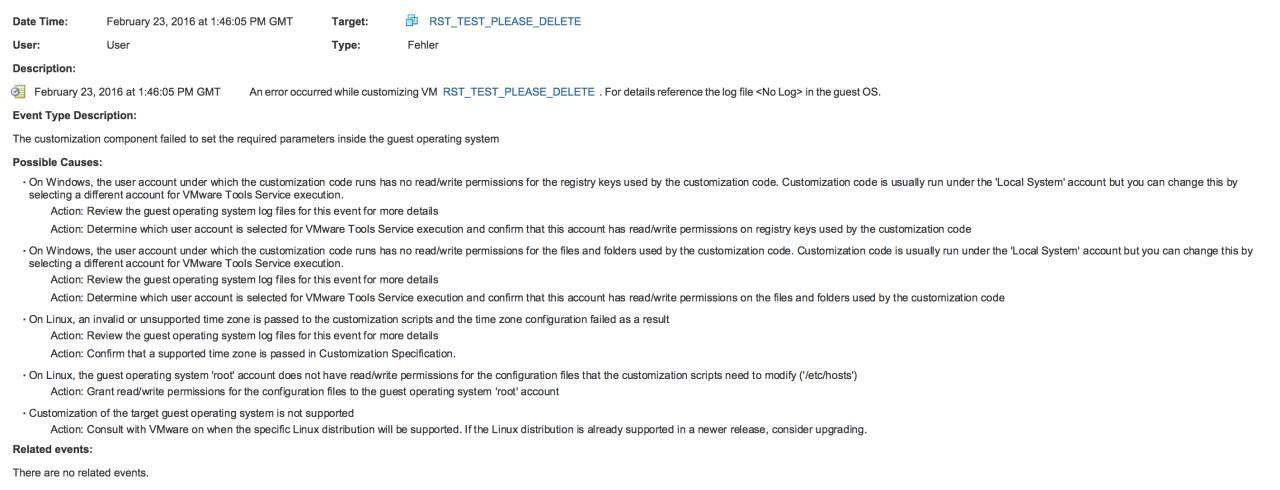 Date Time: February 23, 2016 at 1:46:05 PM GMT Target: RST_TEST_PLEASE_DELETE
User: User Type: Fehler
Description:
February 23, 2016 at 1:46:05 PM GMT An error occurred while customizing VM RST_TEST_PLEASE_DELETE . For details reference the log file <No Log> in the guest OS.
Event Type Description:
The customization component failed to set the required parameters inside the guest operating system
Possible Causes:
· On Windows, the user account under which the customization code runs has no read/write permissions for the registry keys used by the customization code. Customization code is usually run under the 'Local System' account but you can change this by
selecting a different account for VMware Tools Service execution.
Action: Review the guest operating system log files for this event for more details
Action: Determine which user account is selected for VMware Tools Service execution and confirm that this account has read/write permissions on registry keys used by the customization code
· On Windows, the user account under which the customization code runs has no read/write permissions for the files and folders used by the customization code. Customization code is usually run under the 'Local System' account but you can change this by
selecting a different account for VMware Tools Service execution.
Action: Review the guest operating system log files for this event for more details
Action: Determine which user account is selected for VMware Tools Service execution and confirm that this account has read/write permissions on the files and folders used by the customization code
· On Linux, an invalid or unsupported time zone is passed to the customization scripts and the time zone configuration failed as a result
Action: Review the guest operating system log files for this event for more details
Action: Confirm that a supported time zone is passed in Customization Specification.
· On Linux, the guest operating system 'root' account does not have read/write permissions for the configuration files that the customization scripts need to modify ('/etc/hosts')
Action: Grant read/write permissions for the configuration files to the guest operating system 'root' account
· Customization of the target guest operating system is not supported
Action: Consult with VMware on when the specific Linux distribution will be supported. If the Linux distribution is already supported in a newer release, consider upgrading.
Related events:
There are no related events.